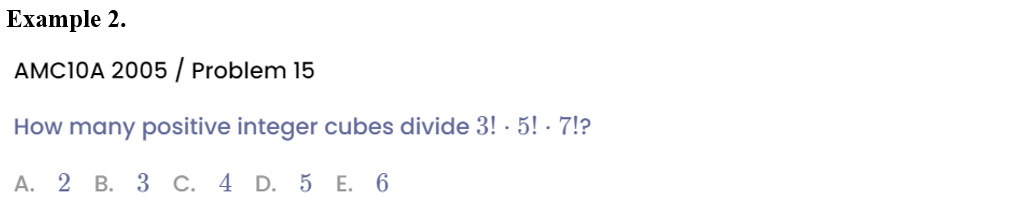 Example 2.
AMC10A 2005 / Problem 15
How many positive integer cubes divide 3! · 5! · 7!?
A. 2 B. 3 C. 4 D. 5 E. 6